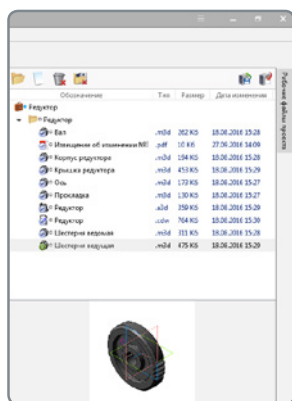 Обозначение Тип Размер Дата изменения
Редуктор
Редуктор
Вал .m3d 262 КБ 18.08.2016 15:28
Извещение об изменении .pdf 10 КБ 27.09.2016 14:09
Корпус редуктора .m3d 194 КБ 18.08.2016 15:28
Крышка редуктора .m3d 453 КБ 18.08.2016 15:29
Ось .m3d 173 КБ 18.08.2016 15:27
Прокладка .m3d 130 КБ 18.08.2016 15:27
Редуктор .a3d 259 КБ 18.08.2016 15:29
Редуктор .cdw 764 КБ 18.08.2016 15:30
Шестерня ведомая .m3d 311 КБ 18.08.2016 15:28
Шестерня ведущая .m3d 475 КБ 18.08.2016 15:29
Рабочие файлы проекта